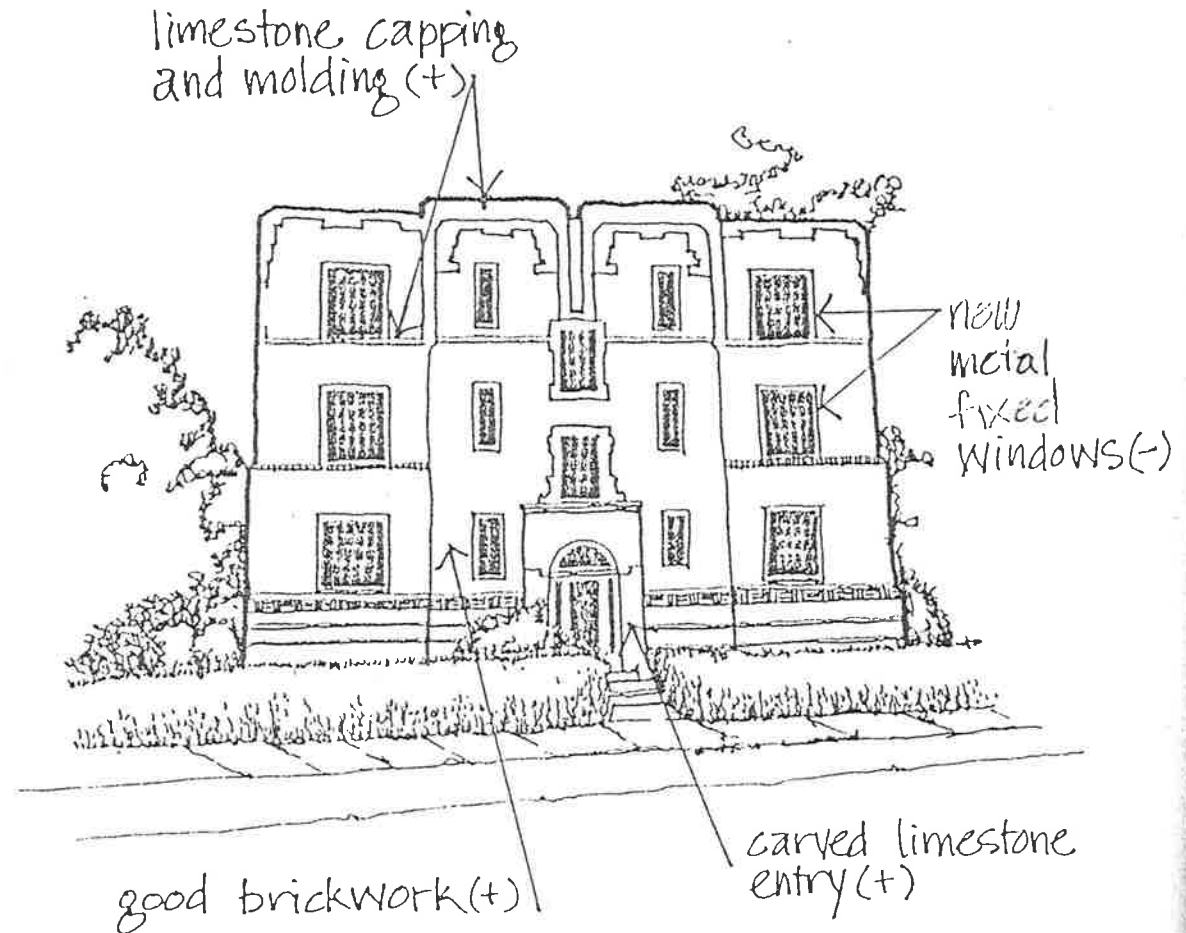 limestone capping
and molding (+)
new
metal
fixed
windows (-)
carved limestone
entry (+)
good brickwork (+)